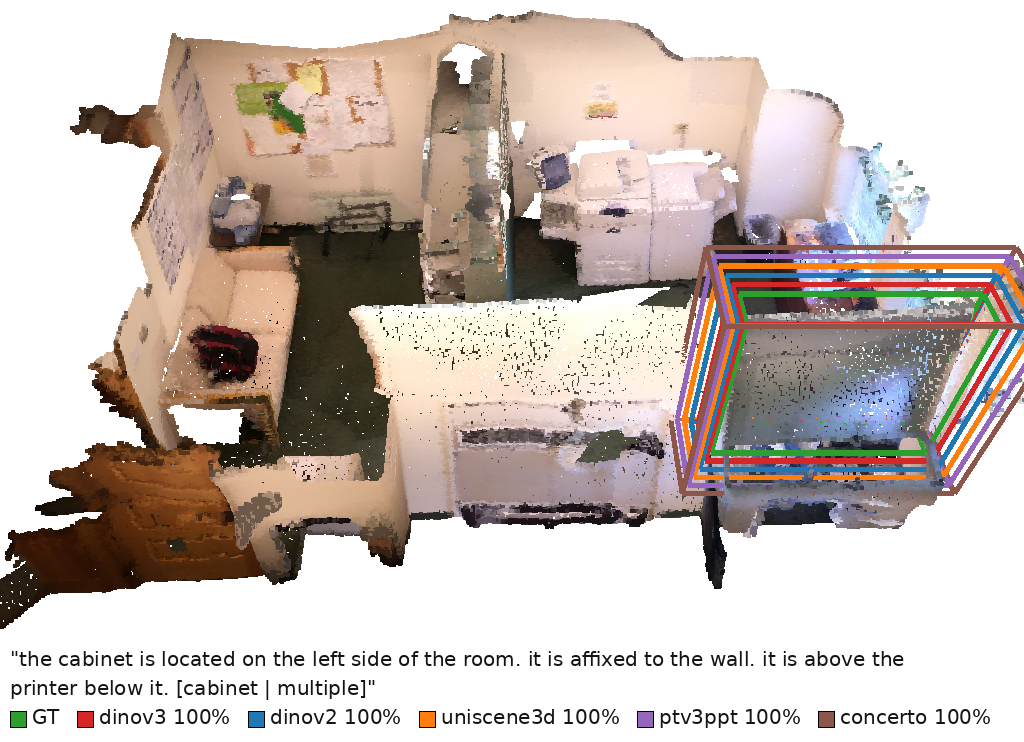 "the cabinet is located on the left side of the room. it is affixed to the wall. it is above the
printer below it. [cabinet | multiple]"
GT dinov3 100% dinov2 100% uniscene3d 100% ptv3ppt 100% concerto 100%